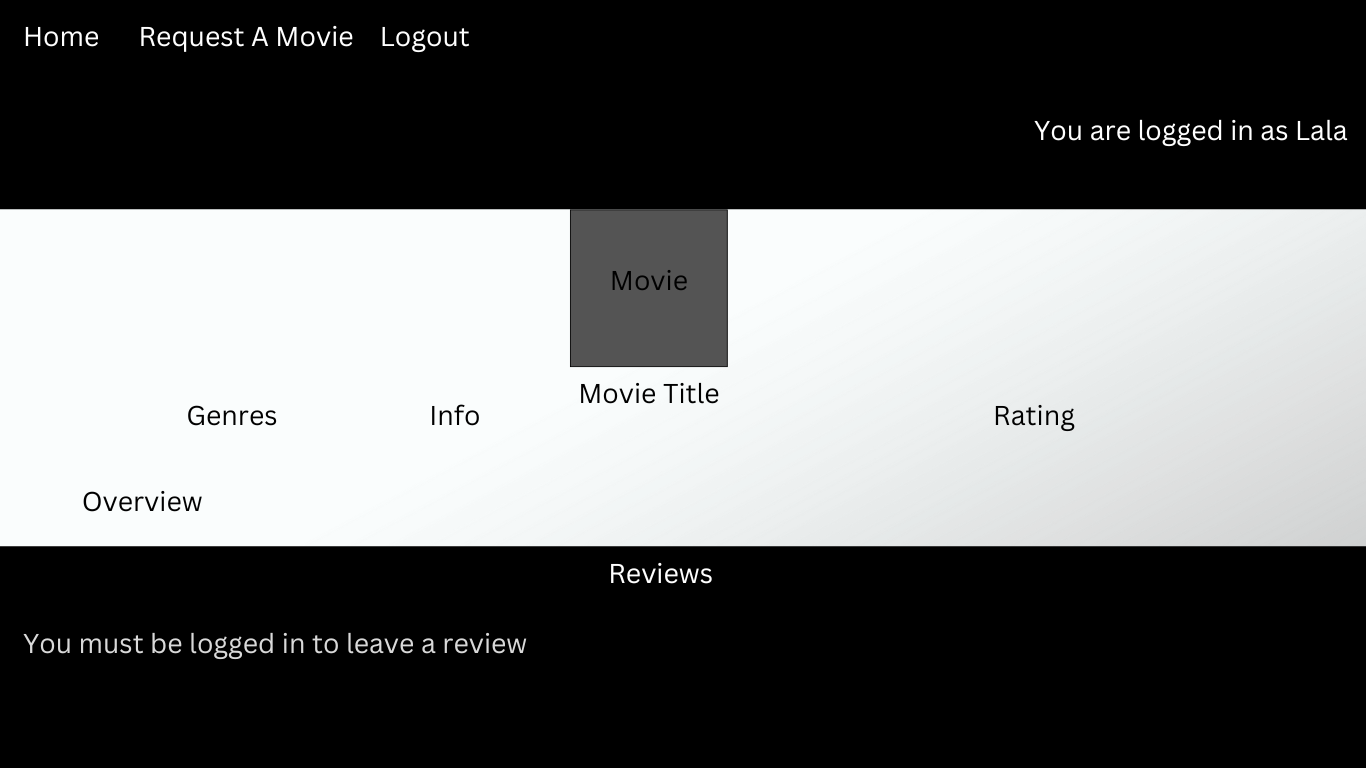 Home Request A Movie Logout
You are logged in as Lala
Movie
Movie Title
Genres Info Rating
Overview
Reviews
You must be logged in to leave a review